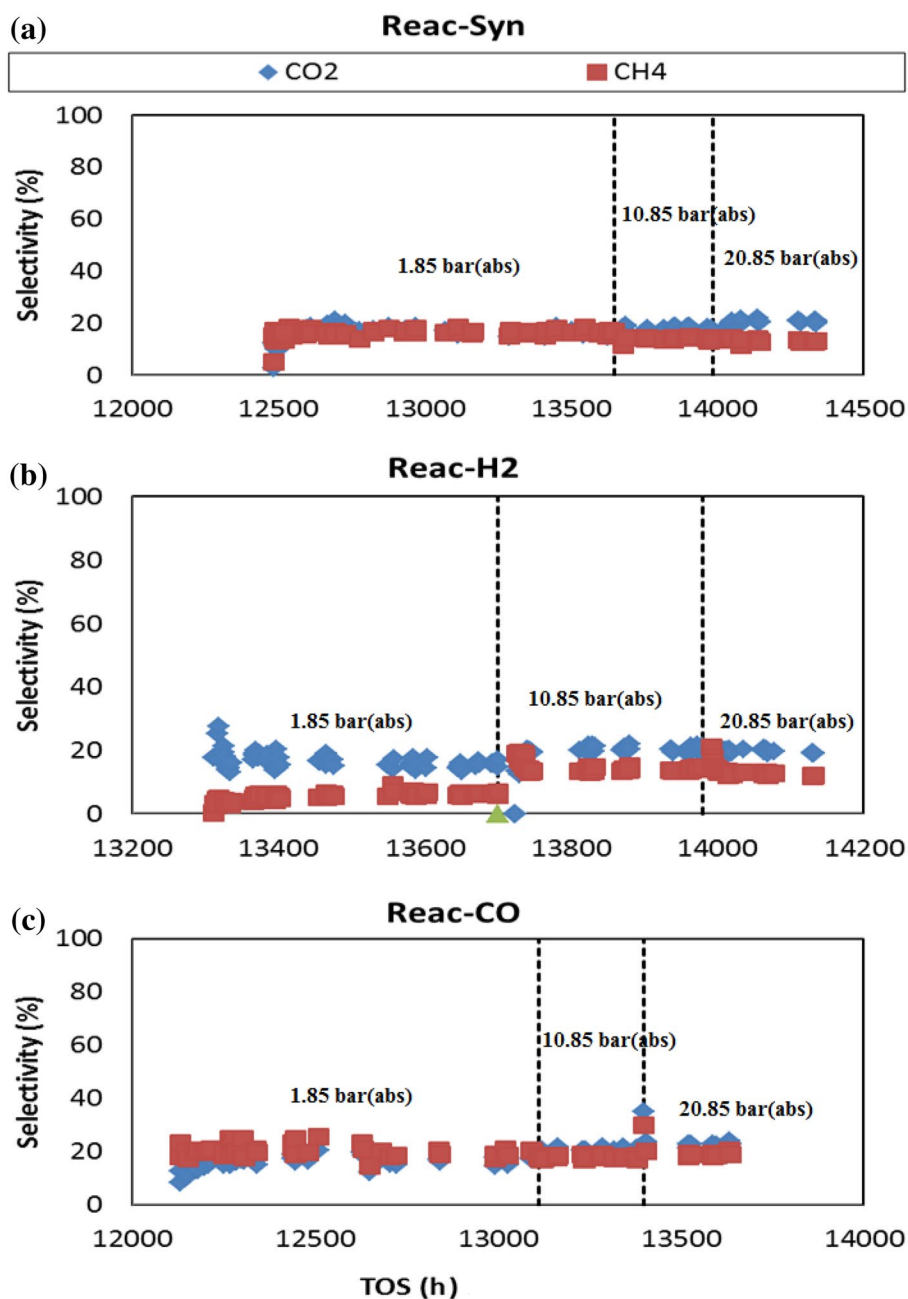 (a)
Reac-Syn
CO2 CH4
Selectivity (%)
100
80
60
40
20
0
1.85 bar(abs)
10.85 bar(abs)
20.85 bar(abs)
12000 12500 13000 13500 14000 14500
(b)
Reac-H2
Selectivity (%)
100
80
60
40
20
0
1.85 bar(abs)
10.85 bar(abs)
20.85 bar(abs)
13200 13400 13600 13800 14000 14200
(c)
Reac-CO
Selectivity (%)
100
80
60
40
20
0
1.85 bar(abs)
10.85 bar(abs)
20.85 bar(abs)
12000 12500 13000 13500 14000
TOS (h)